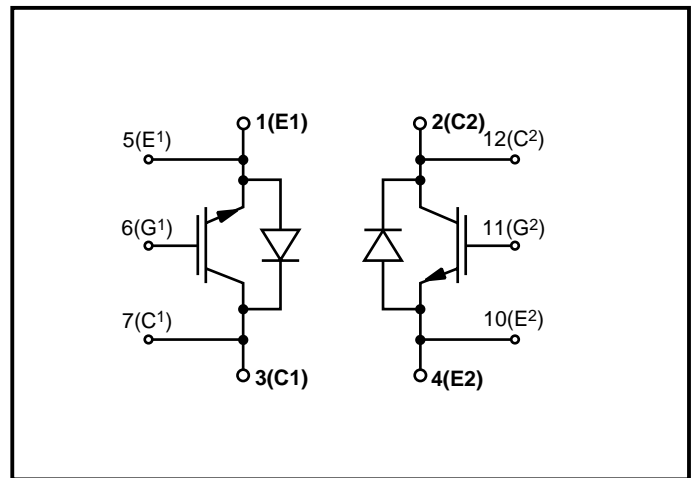 1(E1)
5(E¹)
6(G¹)
7(C¹)
3(C1)
2(C2)
12(C²)
11(G²)
10(E²)
4(E2)